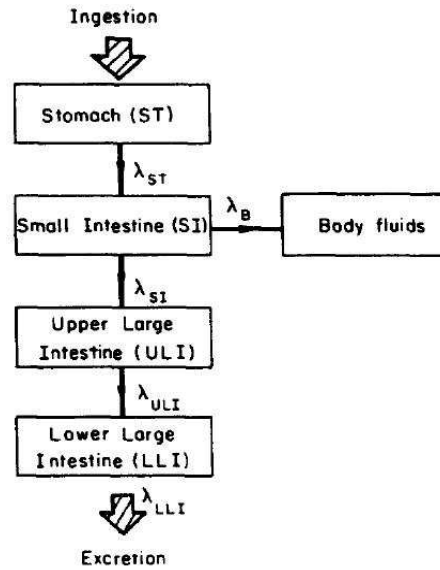 Ingestion
Stomach (ST)
λST
Small Intestine (SI)
λB
Body fluids
λSI
Upper Large
Intestine (ULI)
λULI
Lower Large
Intestine (LLI)
λLLI
Excretion